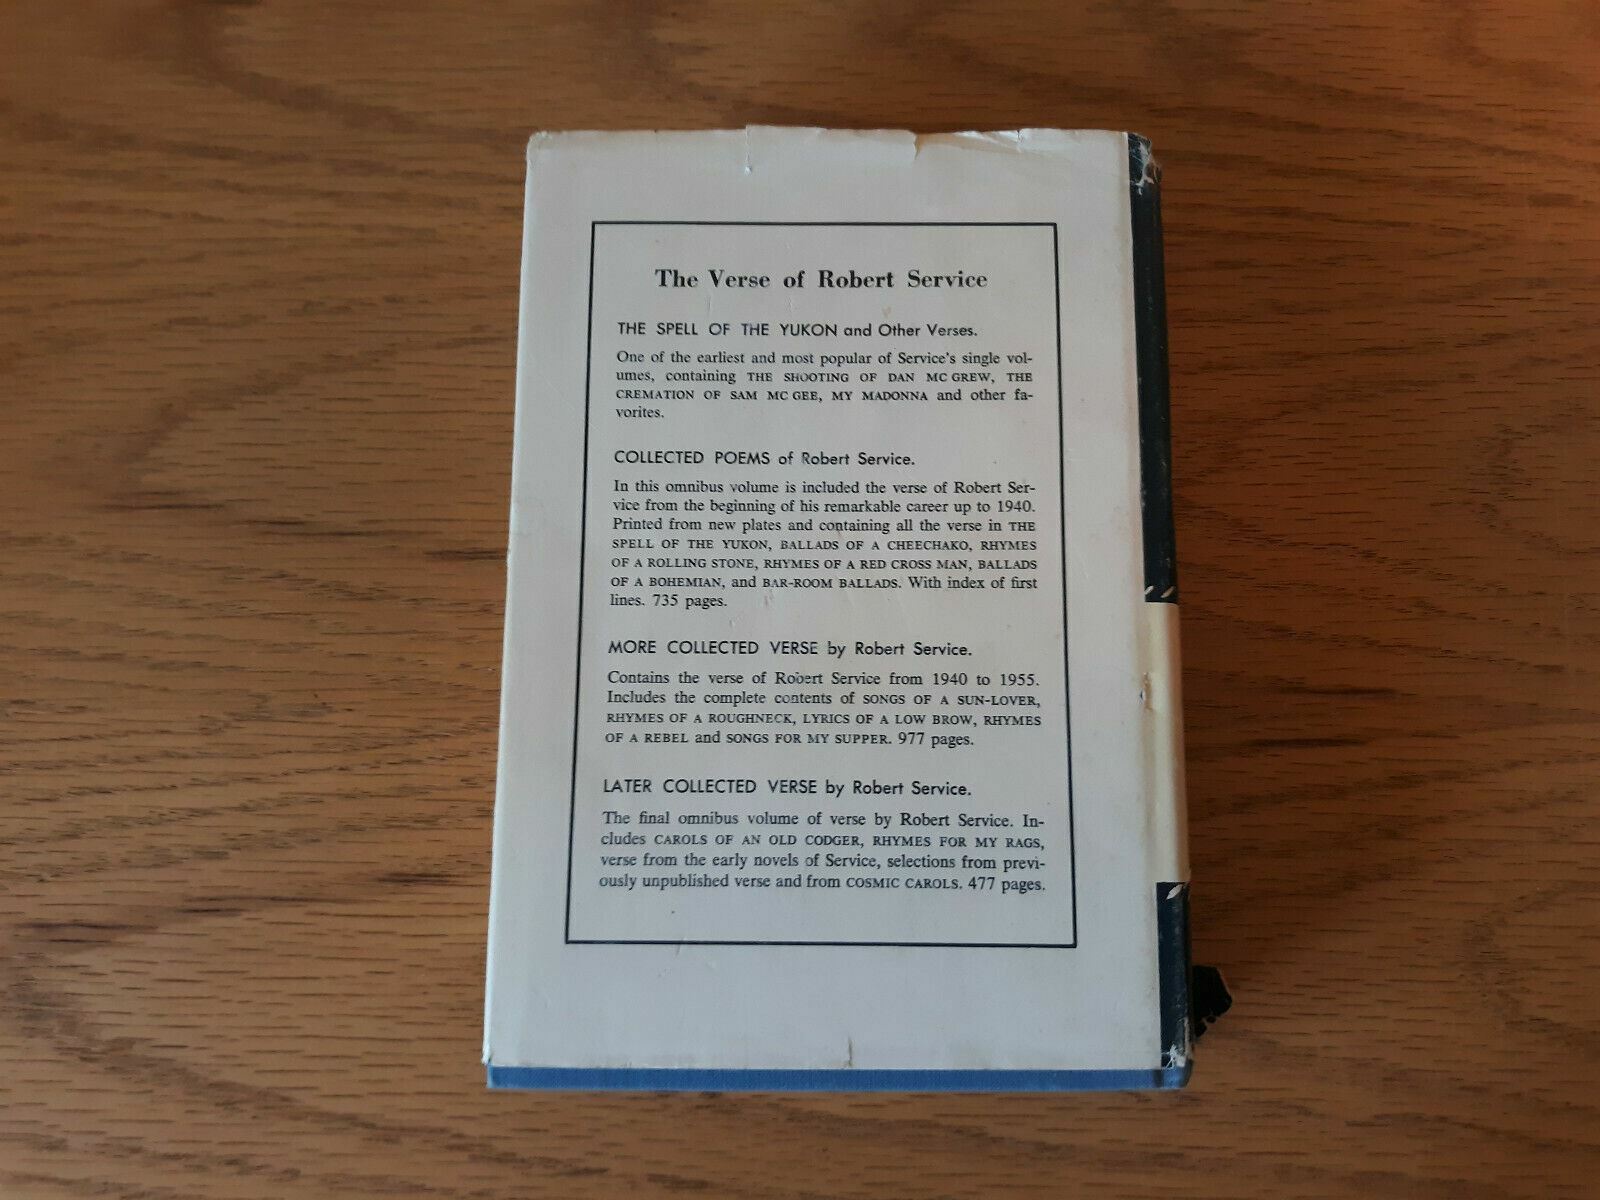 The Verse of Robert Service
THE SPELL OF THE YUKON and Other Verses.
One of the earliest and most popular of Service's single vol-
umes, containing THE SHOOTING OF DAN MC GREW, THE
CREMATION OF SAM MC GEE, MY MADONNA and other fa-
vorites.
COLLECTED POEMS of Robert Service.
In this omnibus volume is included the verse of Robert Ser-
vice from the beginning of his remarkable career up to 1940.
Printed from new plates and containing all the verse in THE
SPELL OF THE YUKON, BALLADS OF A CHEECHAKO, RHYMES
OF A ROLLING STONE, RHYMES OF A RED CROSS MAN, BALLADS
OF A BOHEMIAN, and BAR-ROOM BALLADS. With index of first
lines. 735 pages.
MORE COLLECTED VERSE by Robert Service.
Contains the verse of Robert Service from 1940 to 1955.
Includes the complete contents of SONGS OF A SUN-LOVER,
RHYMES OF A ROUGHNECK, LYRICS OF A LOW BROW, RHYMES
OF A REBEL and SONGS FOR MY SUPPER. 977 pages.
LATER COLLECTED VERSE by Robert Service.
The final omnibus volume of verse by Robert Service. In-
cludes CAROLS OF AN OLD CODGER, RHYMES FOR MY RAGS,
verse from the early novels of Service, selections from previ-
ously unpublished verse and from COSMIC CAROLS. 477 pages.